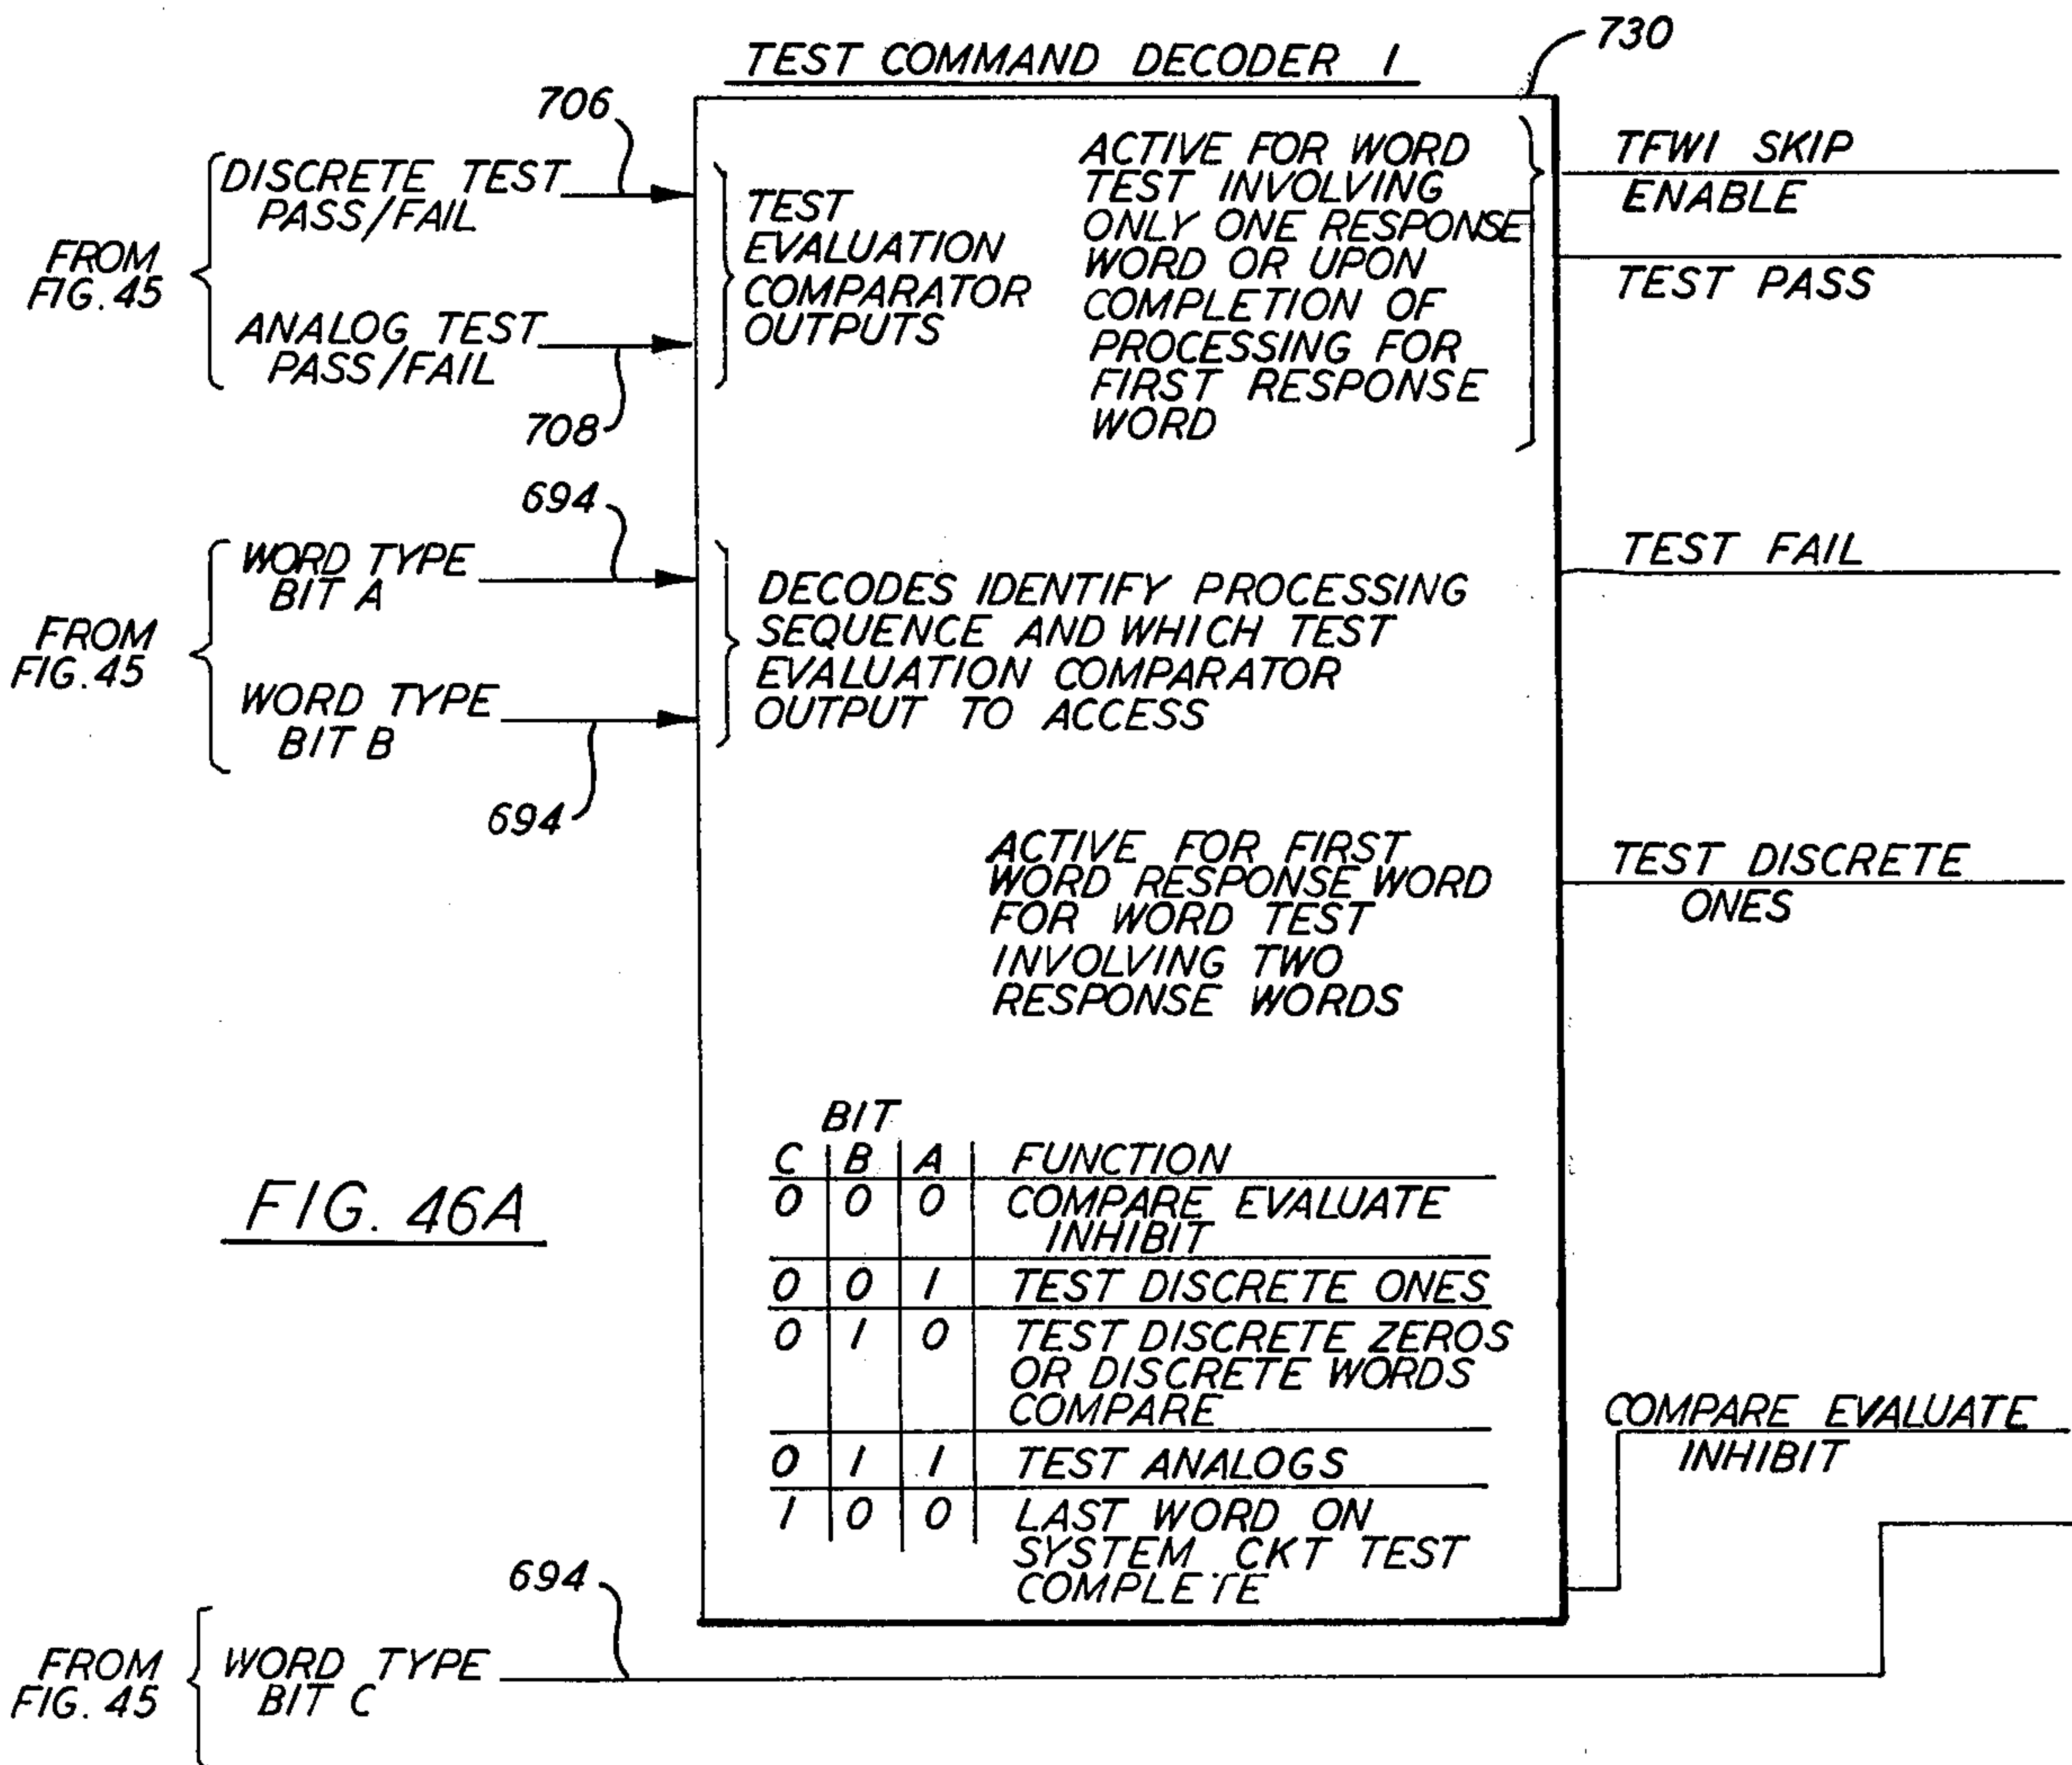 730
TEST COMMAND DECODER 1
706
DISCRETE TEST
PASS/FAIL
FROM
FIG. 45
ANALOG TEST
PASS/FAIL
708
TEST
EVALUATION
COMPARATOR
OUTPUTS
ACTIVE FOR WORD
TEST INVOLVING
ONLY ONE RESPONSE
WORD OR UPON
COMPLETION OF
PROCESSING FOR
FIRST RESPONSE
WORD
TFWI SKIP
ENABLE
TEST PASS
694
WORD TYPE
BIT A
FROM
FIG. 45
WORD TYPE
BIT B
694
DECODES IDENTIFY PROCESSING
SEQUENCE AND WHICH TEST
EVALUATION COMPARATOR
OUTPUT TO ACCESS
TEST FAIL
ACTIVE FOR FIRST
WORD RESPONSE WORD
FOR WORD TEST
INVOLVING TWO
RESPONSE WORDS
TEST DISCRETE
ONES
FIG. 46A
BIT
C B A FUNCTION
0 0 0 COMPARE EVALUATE
INHIBIT
0 0 1 TEST DISCRETE ONES
0 1 0 TEST DISCRETE ZEROS
OR DISCRETE WORDS
COMPARE
0 1 1 TEST ANALOGS
1 0 0 LAST WORD ON
SYSTEM CKT TEST
COMPLETE
COMPARE EVALUATE
INHIBIT
694
FROM
FIG. 45
WORD TYPE
BIT C